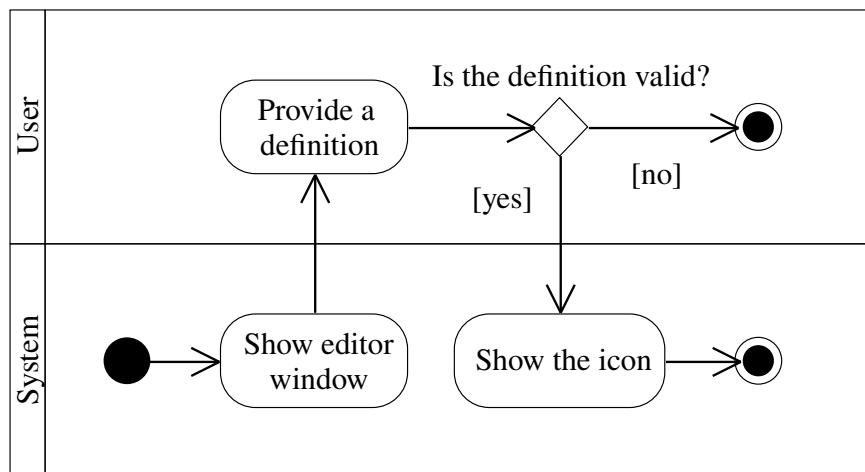 User
Is the definition valid?
Provide a
definition
[yes]
[no]
System
Show editor
window
Show the icon